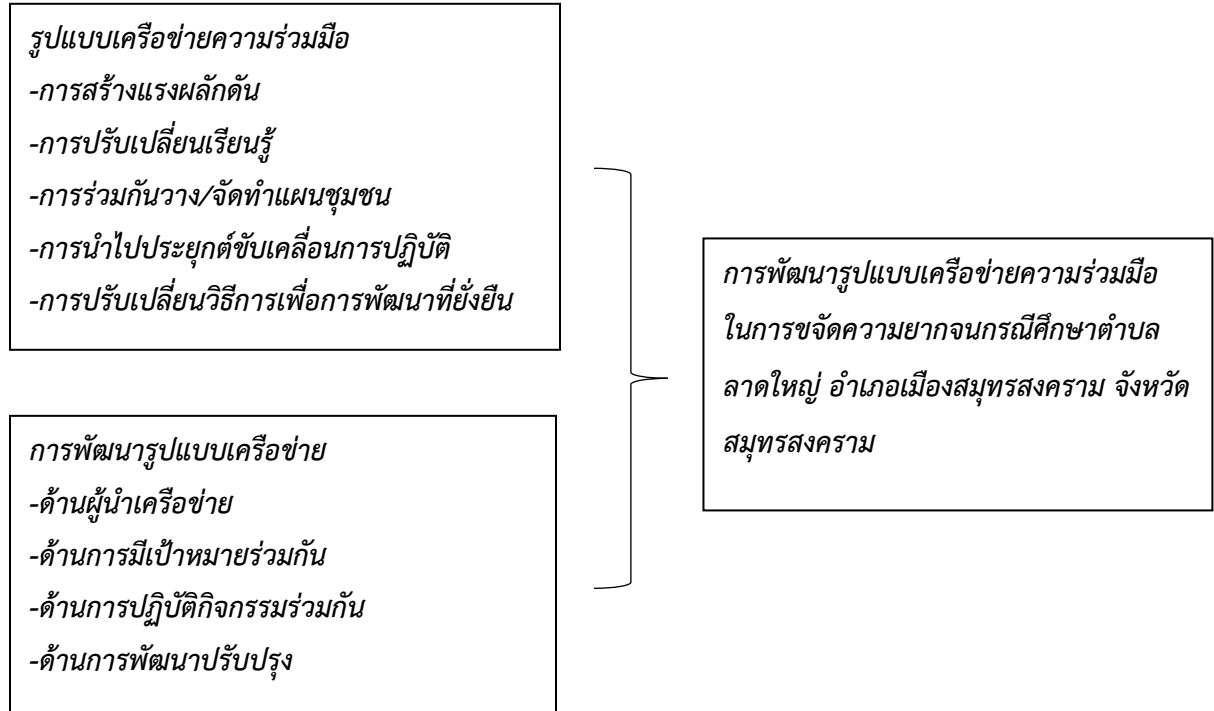 รูปแบบเครือข่ายความร่วมมือ
-การสร้างแรงผลักดัน
-การปรับเปลี่ยนเรียนรู้
-การร่วมกันวาง/จัดทำแผนชุมชน
-การนำไปประยุกต์ขับเคลื่อนการปฏิบัติ
-การปรับเปลี่ยนวิธีการเพื่อการพัฒนาที่ยั่งยืน
การพัฒนารูปแบบเครือข่าย
-ด้านผู้นำเครือข่าย
-ด้านการมีเป้าหมายร่วมกัน
-ด้านการปฏิบัติกิจกรรมร่วมกัน
-ด้านการพัฒนาปรับปรุง
การพัฒนารูปแบบเครือข่ายความร่วมมือ
ในการขจัดความยากจนกรณีศึกษาตำบล
ลาดใหญ่ อำเภอเมืองสมุทรสงคราม จังหวัด
สมุทรสงคราม